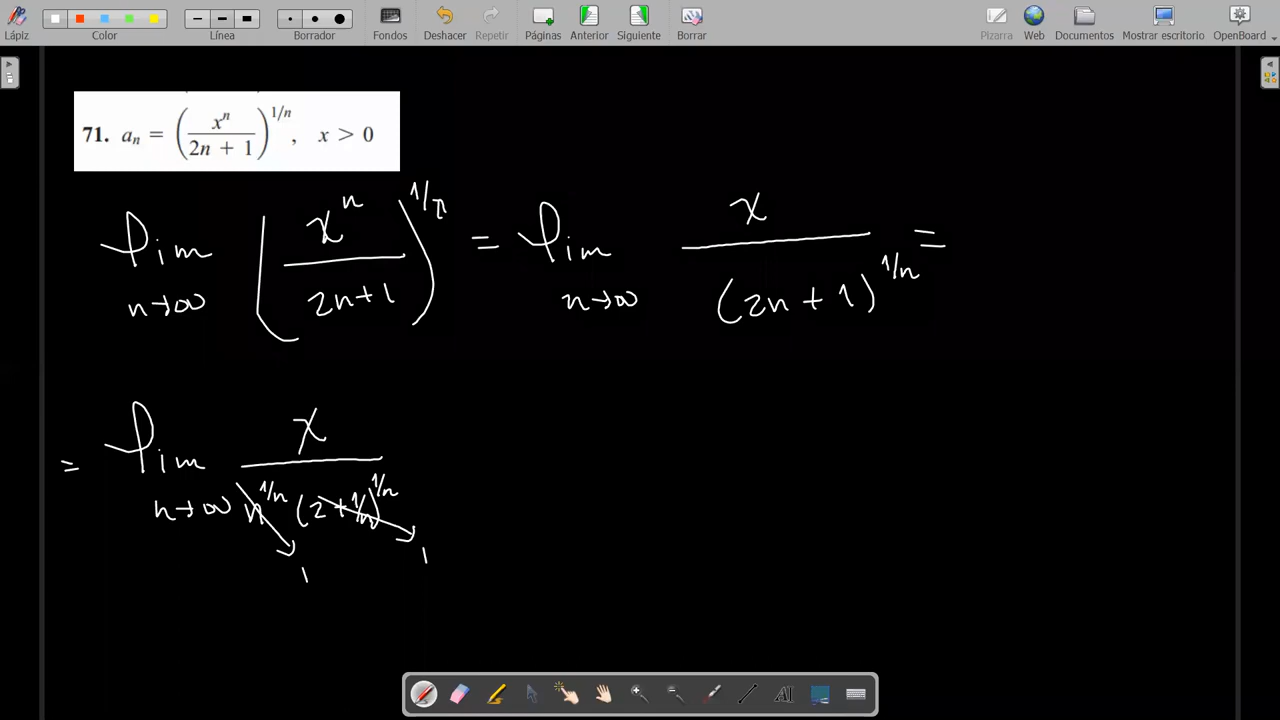 Lápiz Color Línea Borrador Fondos Deshacer Repetir Páginas Anterior Siguiente Borrar Pizarra Web Documentos Mostrar escritorio OpenBoard
71. aₙ = (xⁿ / (2n + 1))^(1/n), x > 0
lim n→∞ (xⁿ / (2n+1))^(1/n) = lim n→∞ x / (2n + 1)^(1/n) =
= lim n→∞ x / (n^(1/n) (2 + 1/n)^(1/n))
1
1
AI